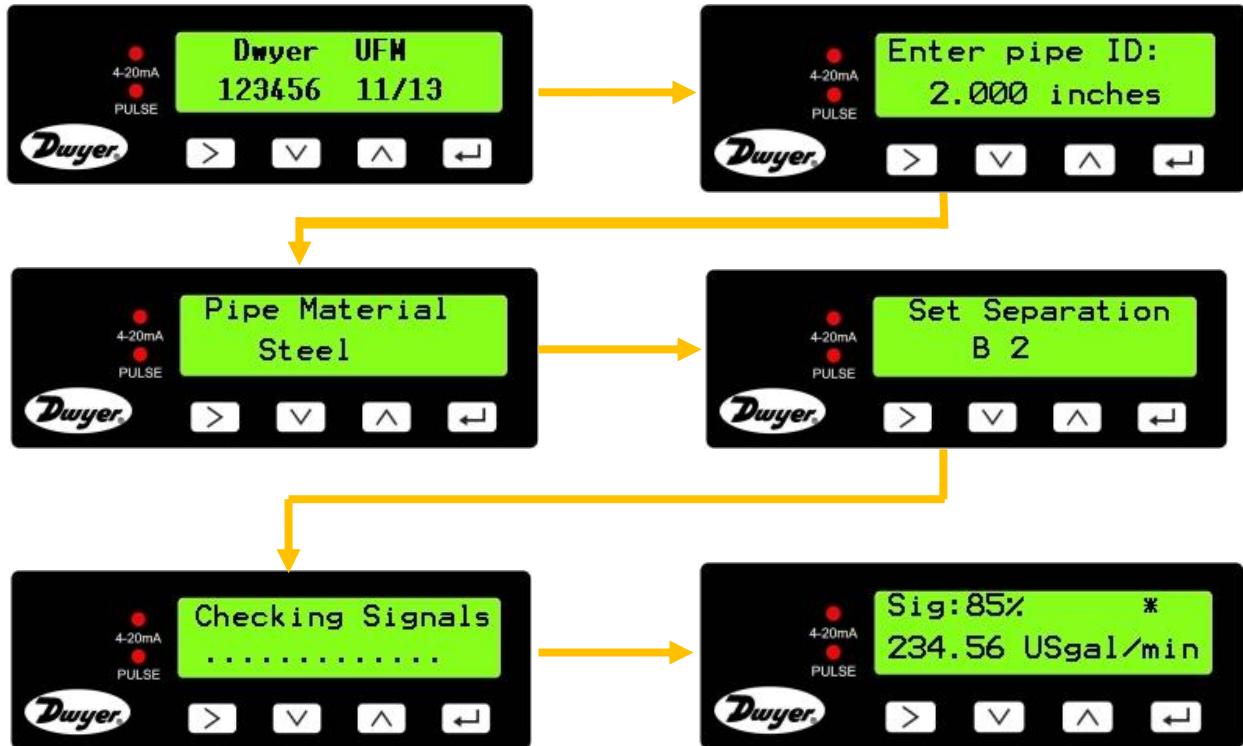 Dwyer UFM
4-20mA
123456 11/13
PULSE
Dwyer
Enter pipe ID:
4-20mA
2.000 inches
PULSE
Dwyer
Pipe Material
4-20mA
Steel
PULSE
Dwyer
Set Separation
4-20mA
B 2
PULSE
Dwyer
Checking Signals
4-20mA
.............
PULSE
Dwyer
Sig:85% *
4-20mA
234.56 USgal/min
PULSE
Dwyer